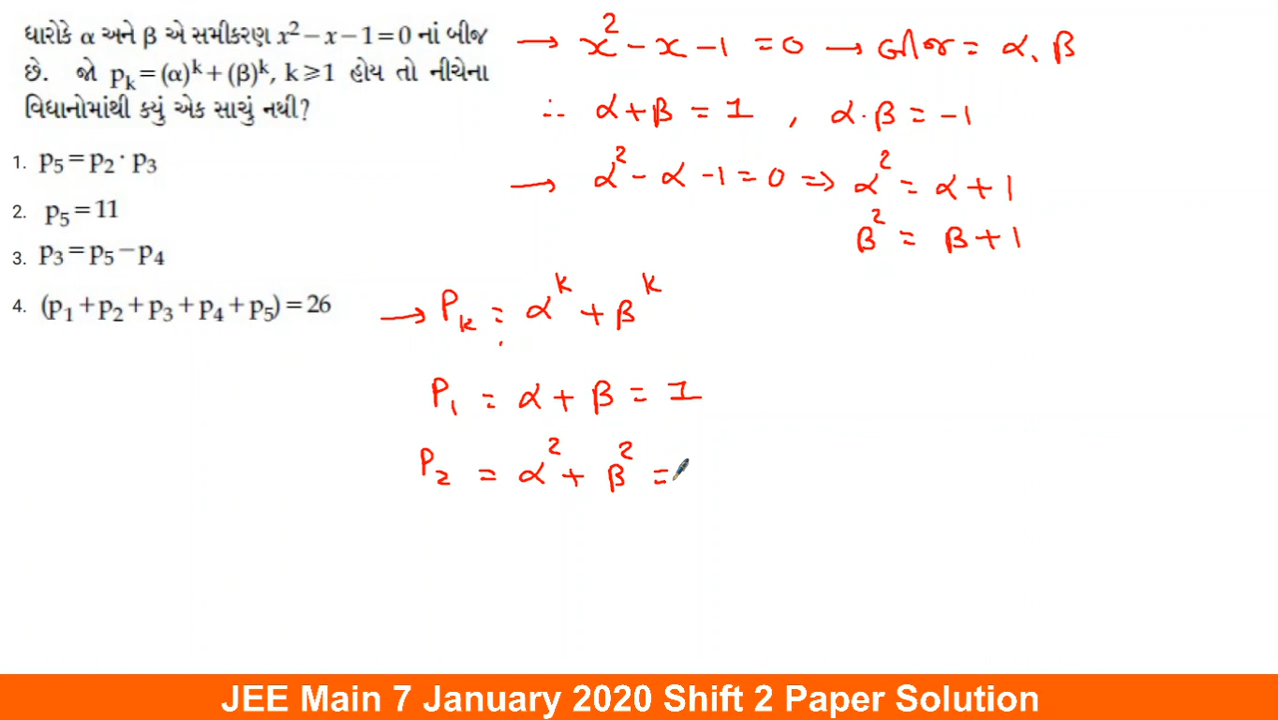 ધારોકે α અને β એ સમીકરણ x² − x − 1 = 0 નાં બીજ
છે. જો pₖ = (α)ᵏ + (β)ᵏ, k ⩾ 1 હોય તો નીચેના
વિધાનોમાંથી ક્યું એક સાચું નથી?
1. p₅ = p₂ · p₃
2. p₅ = 11
3. p₃ = p₅ − p₄
4. (p₁ + p₂ + p₃ + p₄ + p₅) = 26
→ x² − x − 1 = 0 → બીજ = α, β
∴ α + β = 1 , α · β = −1
→ α² − α − 1 = 0 ⇒ α² = α + 1
β² = β + 1
→ Pₖ = αᵏ + βᵏ
P₁ = α + β = 1
P₂ = α² + β² =
JEE Main 7 January 2020 Shift 2 Paper Solution